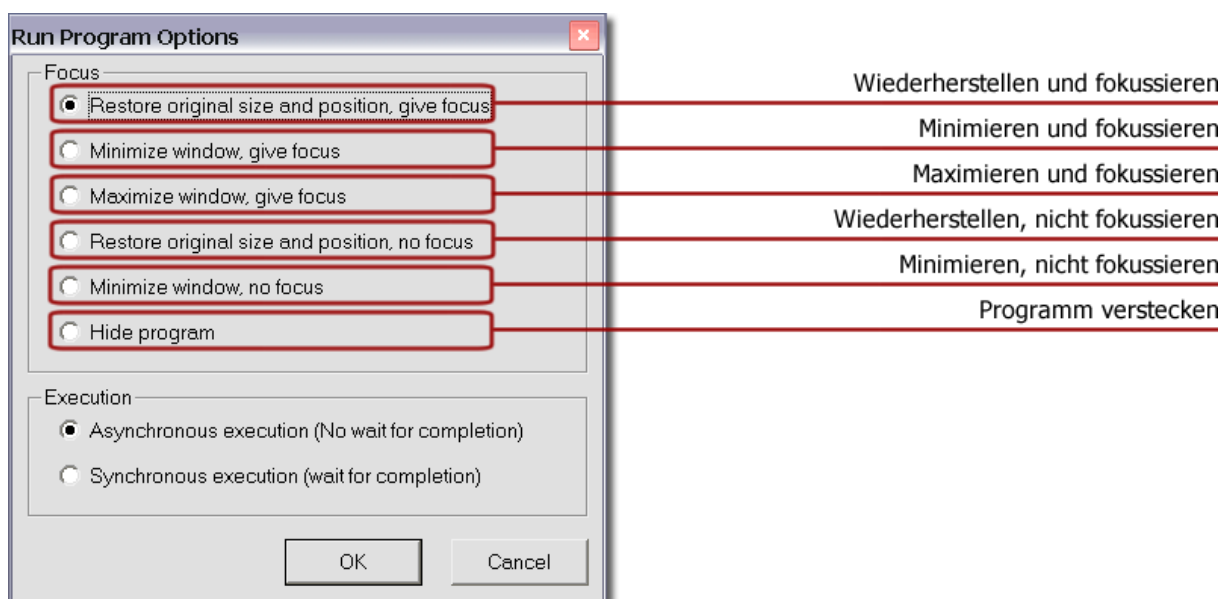 Run Program Options
Focus
Restore original size and position, give focus
Wiederherstellen und fokussieren
Minimize window, give focus
Minimieren und fokussieren
Maximize window, give focus
Maximieren und fokussieren
Restore original size and position, no focus
Wiederherstellen, nicht fokussieren
Minimize window, no focus
Minimieren, nicht fokussieren
Hide program
Programm verstecken
Execution
Asynchronous execution (No wait for completion)
Synchronous execution (wait for completion)
OK
Cancel